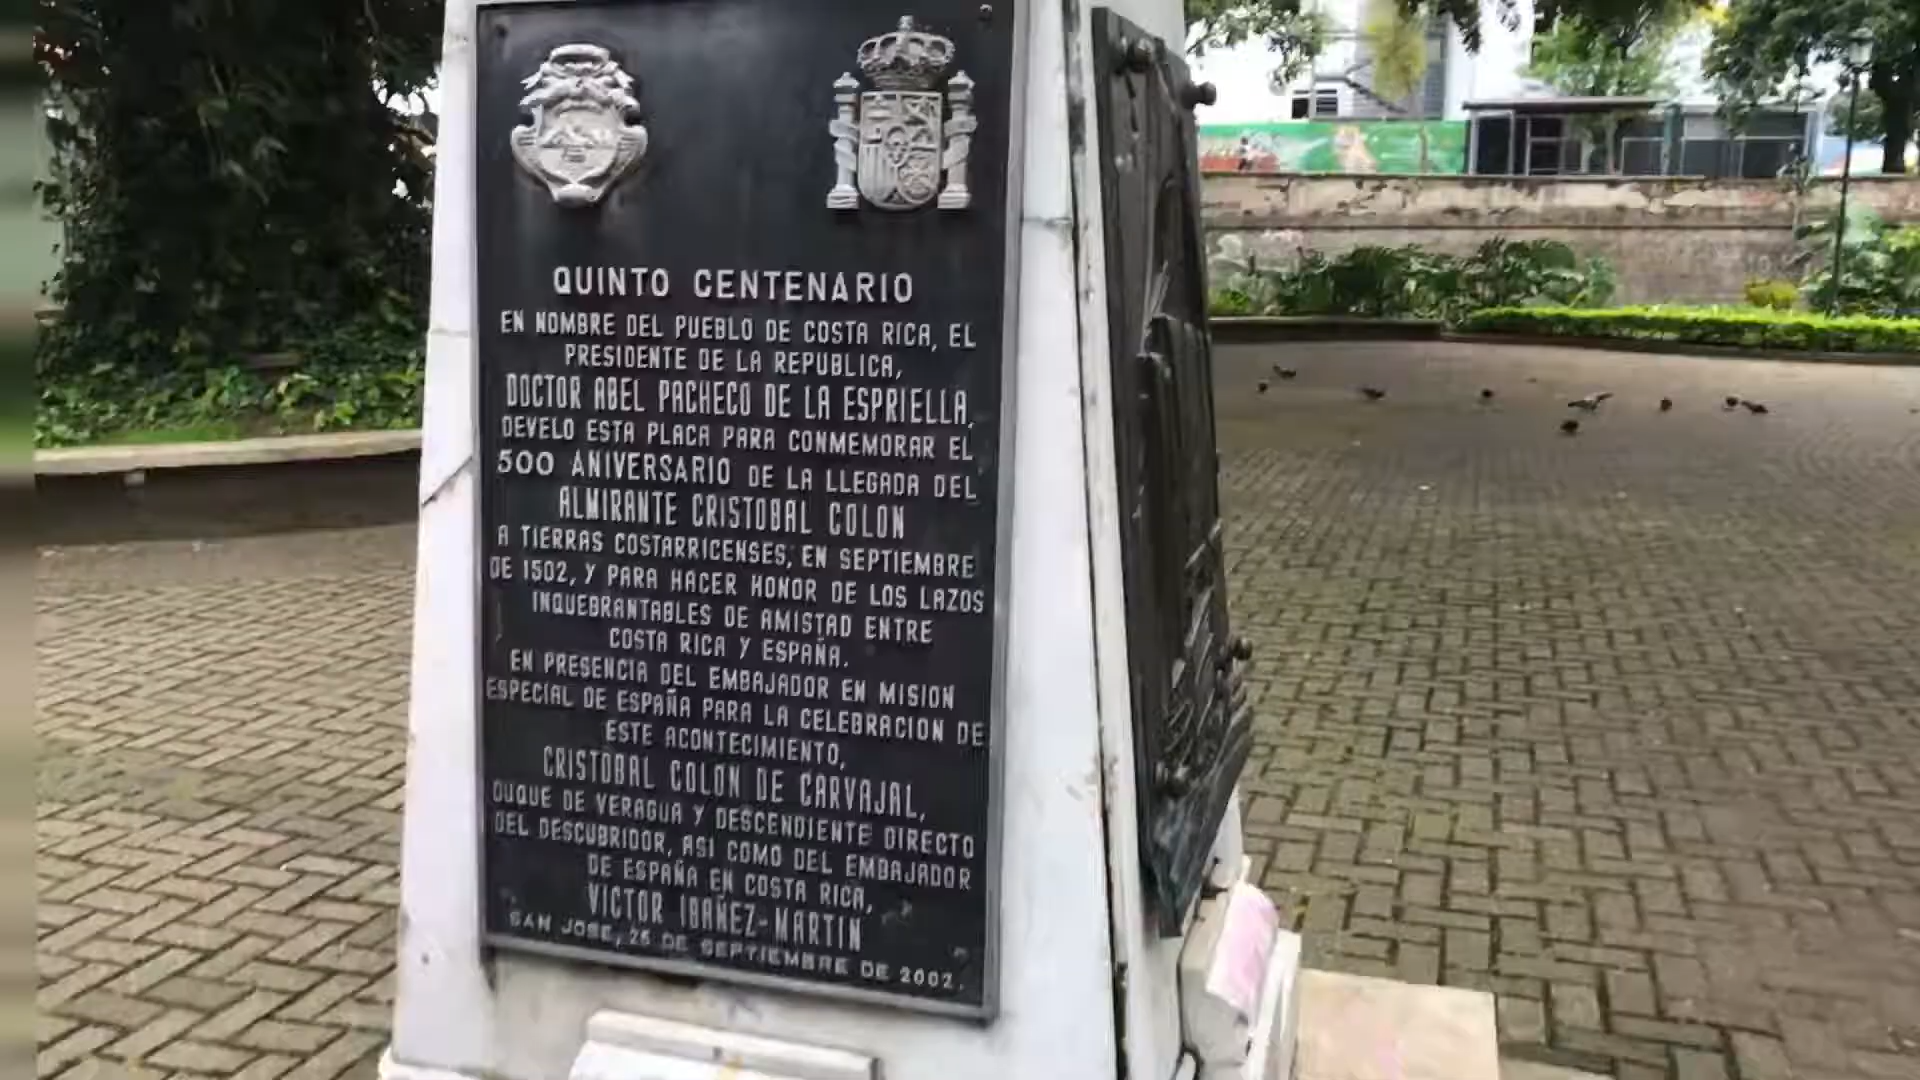 QUINTO CENTENARIO
EN NOMBRE DEL PUEBLO DE COSTA RICA, EL
PRESIDENTE DE LA REPUBLICA,
DOCTOR ABEL PACHECO DE LA ESPRIELLA,
DEVELO ESTA PLACA PARA CONMEMORAR EL
500 ANIVERSARIO DE LA LLEGADA DEL
ALMIRANTE CRISTOBAL COLON
A TIERRAS COSTARRICENSES, EN SEPTIEMBRE
DE 1502, Y PARA HACER HONOR DE LOS LAZOS
INQUEBRANTABLES DE AMISTAD ENTRE
COSTA RICA Y ESPAÑA.
EN PRESENCIA DEL EMBAJADOR EN MISION
ESPECIAL DE ESPAÑA PARA LA CELEBRACION DE
ESTE ACONTECIMIENTO,
CRISTOBAL COLON DE CARVAJAL,
DUQUE DE VERAGUA Y DESCENDIENTE DIRECTO
DEL DESCUBRIDOR, ASI COMO DEL EMBAJADOR
DE ESPAÑA EN COSTA RICA,
VICTOR IBAÑEZ-MARTIN
SAN JOSE, 25 DE SEPTIEMBRE DE 2002.